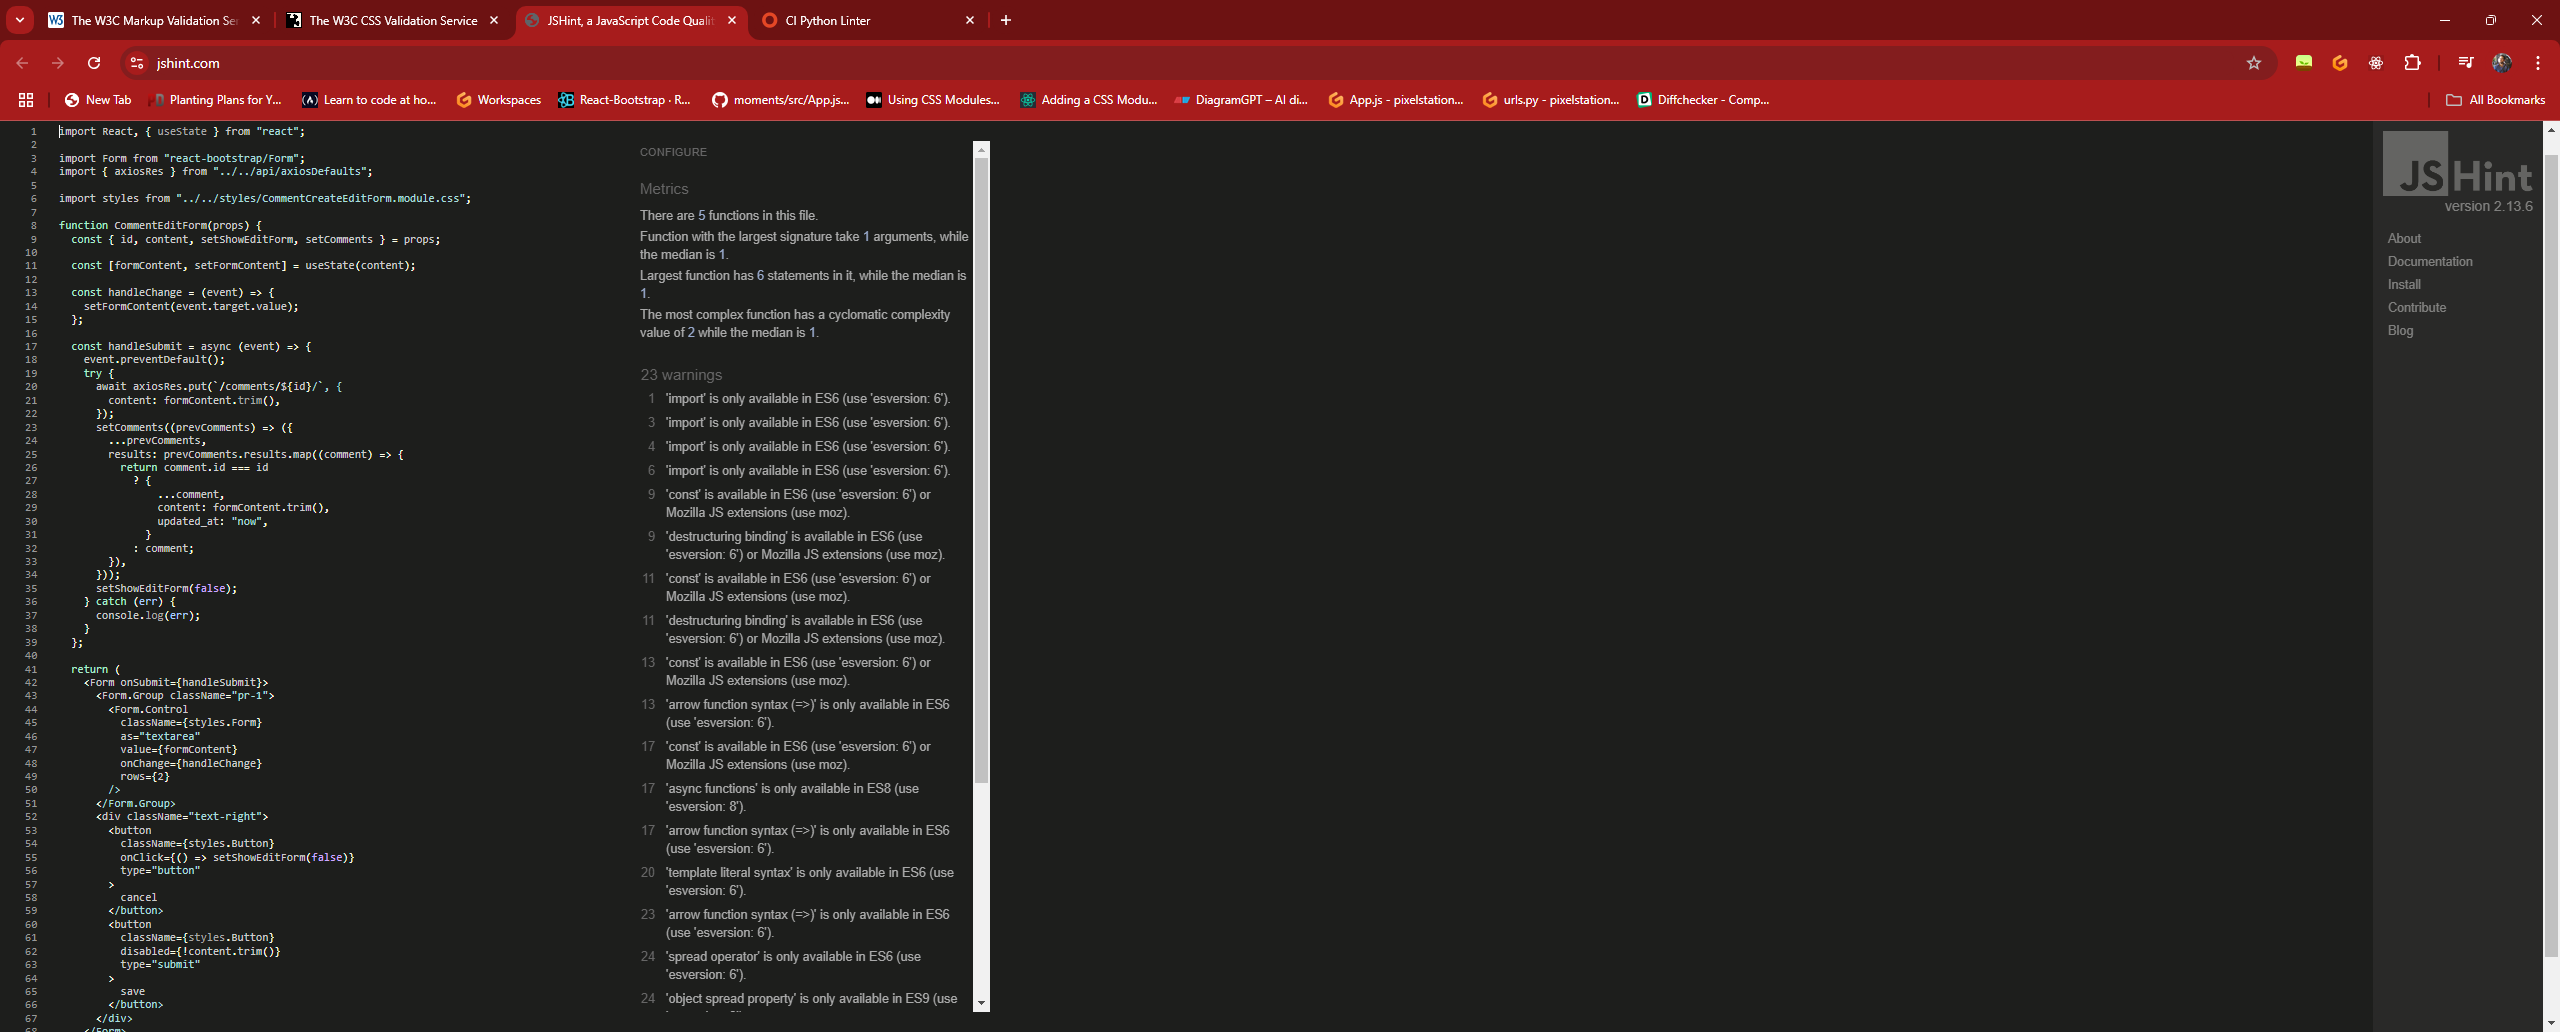 The W3C Markup Validation Se
The W3C CSS Validation Service
JSHint, a JavaScript Code Qualit
CI Python Linter
jshint.com
New Tab
Planting Plans for Y...
Learn to code at ho...
Workspaces
React-Bootstrap · R...
moments/src/App.js...
Using CSS Modules...
Adding a CSS Modu...
DiagramGPT – AI di...
App.js - pixelstation...
urls.py - pixelstation...
Diffchecker - Comp...
All Bookmarks
1 import React, { useState } from "react";
2
3 import Form from "react-bootstrap/Form";
4 import { axiosRes } from "../../api/axiosDefaults";
5
6 import styles from "../../styles/CommentCreateEditForm.module.css";
7
8 function CommentEditForm(props) {
9 const { id, content, setShowEditForm, setComments } = props;
10
11 const [formContent, setFormContent] = useState(content);
12
13 const handleChange = (event) => {
14 setFormContent(event.target.value);
15 };
16
17 const handleSubmit = async (event) => {
18 event.preventDefault();
19 try {
20 await axiosRes.put(`/comments/${id}/`, {
21 content: formContent.trim(),
22 });
23 setComments((prevComments) => ({
24 ...prevComments,
25 results: prevComments.results.map((comment) => {
26 return comment.id === id
27 ? {
28 ...comment,
29 content: formContent.trim(),
30 updated_at: "now",
31 }
32 : comment;
33 }),
34 }));
35 setShowEditForm(false);
36 } catch (err) {
37 console.log(err);
38 }
39 };
40
41 return (
42 <Form onSubmit={handleSubmit}>
43 <Form.Group className="pr-1">
44 <Form.Control
45 className={styles.Form}
46 as="textarea"
47 value={formContent}
48 onChange={handleChange}
49 rows={2}
50 />
51 </Form.Group>
52 <div className="text-right">
53 <button
54 className={styles.Button}
55 onClick={() => setShowEditForm(false)}
56 type="button"
57 >
58 cancel
59 </button>
60 <button
61 className={styles.Button}
62 disabled={!content.trim()}
63 type="submit"
64 >
65 save
66 </button>
67 </div>
68 </Form>
CONFIGURE
Metrics
There are 5 functions in this file.
Function with the largest signature take 1 arguments, while
the median is 1.
Largest function has 6 statements in it, while the median is
1.
The most complex function has a cyclomatic complexity
value of 2 while the median is 1.
23 warnings
1 'import' is only available in ES6 (use 'esversion: 6').
3 'import' is only available in ES6 (use 'esversion: 6').
4 'import' is only available in ES6 (use 'esversion: 6').
6 'import' is only available in ES6 (use 'esversion: 6').
9 'const' is available in ES6 (use 'esversion: 6') or
Mozilla JS extensions (use moz).
9 'destructuring binding' is available in ES6 (use
'esversion: 6') or Mozilla JS extensions (use moz).
11 'const' is available in ES6 (use 'esversion: 6') or
Mozilla JS extensions (use moz).
11 'destructuring binding' is available in ES6 (use
'esversion: 6') or Mozilla JS extensions (use moz).
13 'const' is available in ES6 (use 'esversion: 6') or
Mozilla JS extensions (use moz).
13 'arrow function syntax (=>)' is only available in ES6
(use 'esversion: 6').
17 'const' is available in ES6 (use 'esversion: 6') or
Mozilla JS extensions (use moz).
17 'async functions' is only available in ES8 (use
'esversion: 8').
17 'arrow function syntax (=>)' is only available in ES6
(use 'esversion: 6').
20 'template literal syntax' is only available in ES6 (use
'esversion: 6').
23 'arrow function syntax (=>)' is only available in ES6
(use 'esversion: 6').
24 'spread operator' is only available in ES6 (use
'esversion: 6').
24 'object spread property' is only available in ES9 (use
JSHint
version 2.13.6
About
Documentation
Install
Contribute
Blog